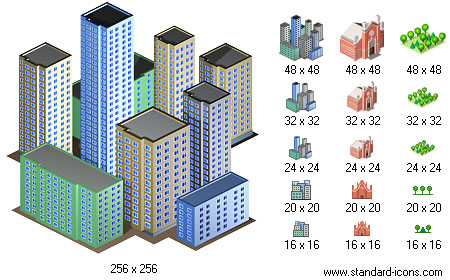 48 x 48 48 x 48 48 x 48
32 x 32 32 x 32 32 x 32
24 x 24 24 x 24 24 x 24
20 x 20 20 x 20 20 x 20
16 x 16 16 x 16 16 x 16
256 x 256
www.standard-icons.com